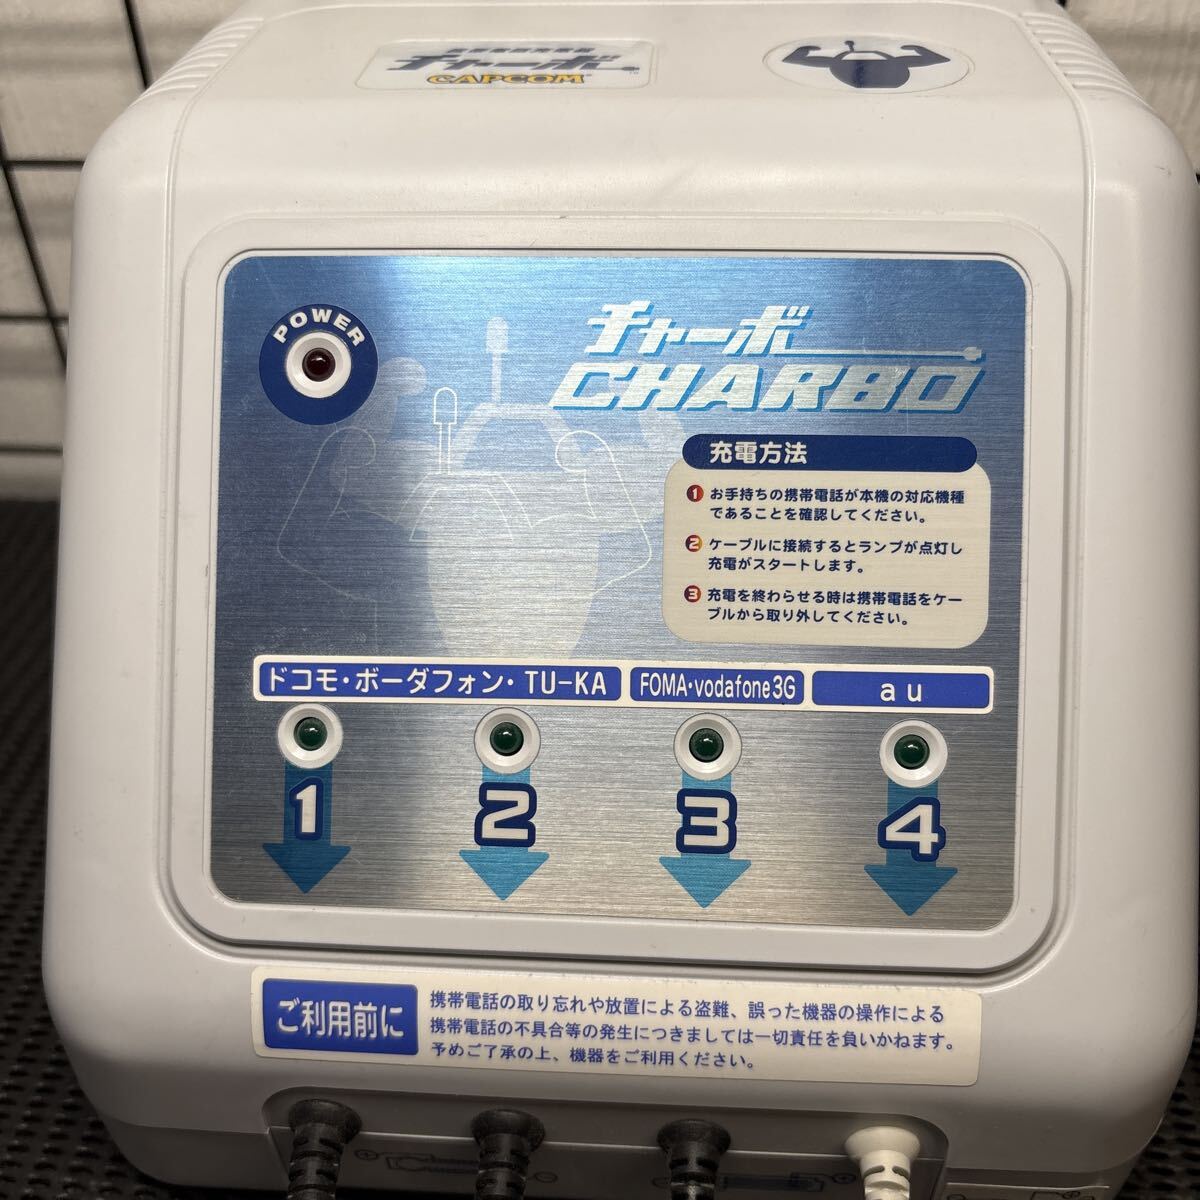 チャーボ
CAPCOM
POWER
チャーボ
CHARBO
充電方法
1 お手持ちの携帯電話が本機の対応機種
であることを確認してください。
2 ケーブルに接続するとランプが点灯し
充電がスタートします。
3 充電を終わらせる時は携帯電話をケー
ブルから取り外してください。
ドコモ・ボーダフォン・TU-KA
FOMA・vodafone3G
au
1
2
3
4
ご利用前に
携帯電話の取り忘れや放置による盗難、誤った機器の操作による
携帯電話の不具合等の発生につきましては一切責任を負いかねます。
予めご了承の上、機器をご利用ください。